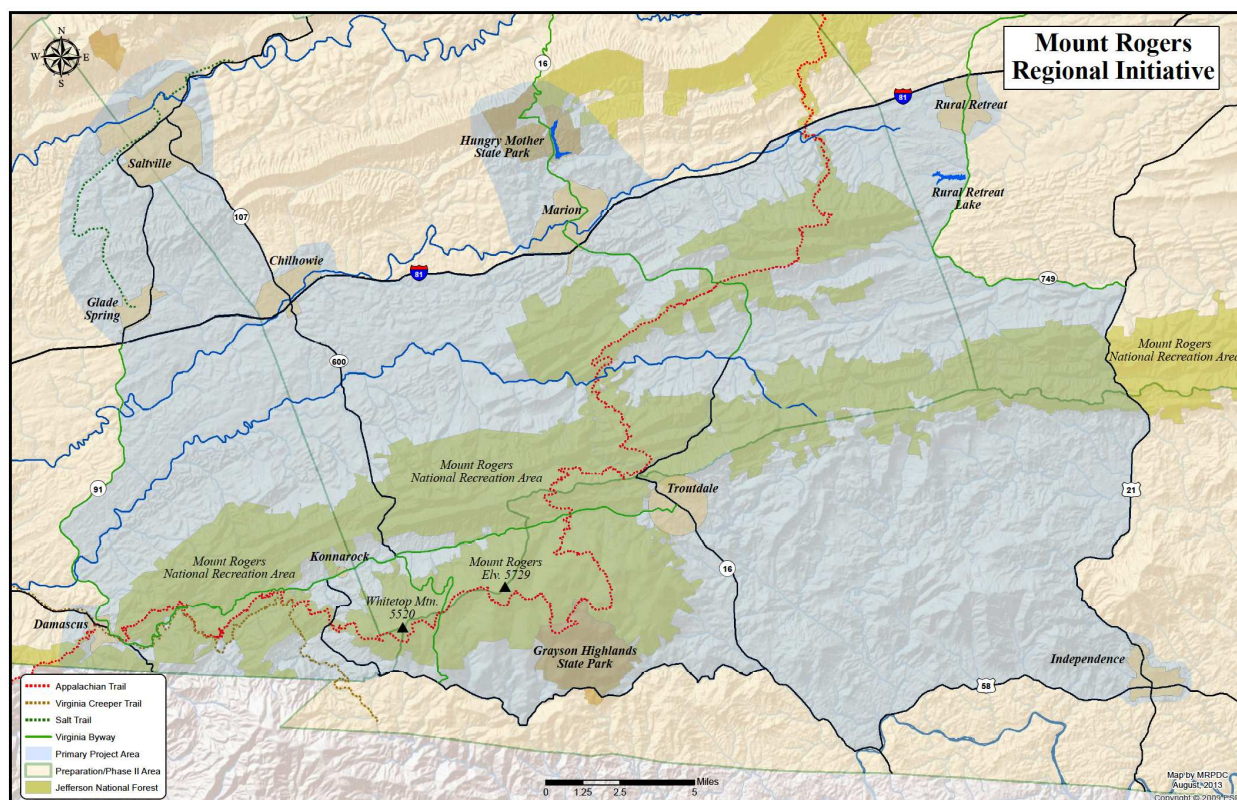 Mount Rogers
Regional Initiative
N
W E
S
16
81
Rural Retreat
Hungry Mother
State Park
Saltville
Rural Retreat
Lake
Marion
107
Chilhowie
81
749
Glade
Spring
Mount Rogers
National Recreation Area
600
Mount Rogers
National Recreation Area
Troutdale
91
21
Konnarock
Mount Rogers
National Recreation Area
Mount Rogers
Elv. 5729
16
Whitetop Mtn.
5520
Damascus
Grayson Highlands
State Park
Independence
58
Appalachian Trail
Virginia Creeper Trail
Salt Trail
Virginia Byway
Primary Project Area
Preparation/Phase II Area
Jefferson National Forest
Miles
0 1.25 2.5 5
Map by MRPDC
August, 2013
Copyright © 2009